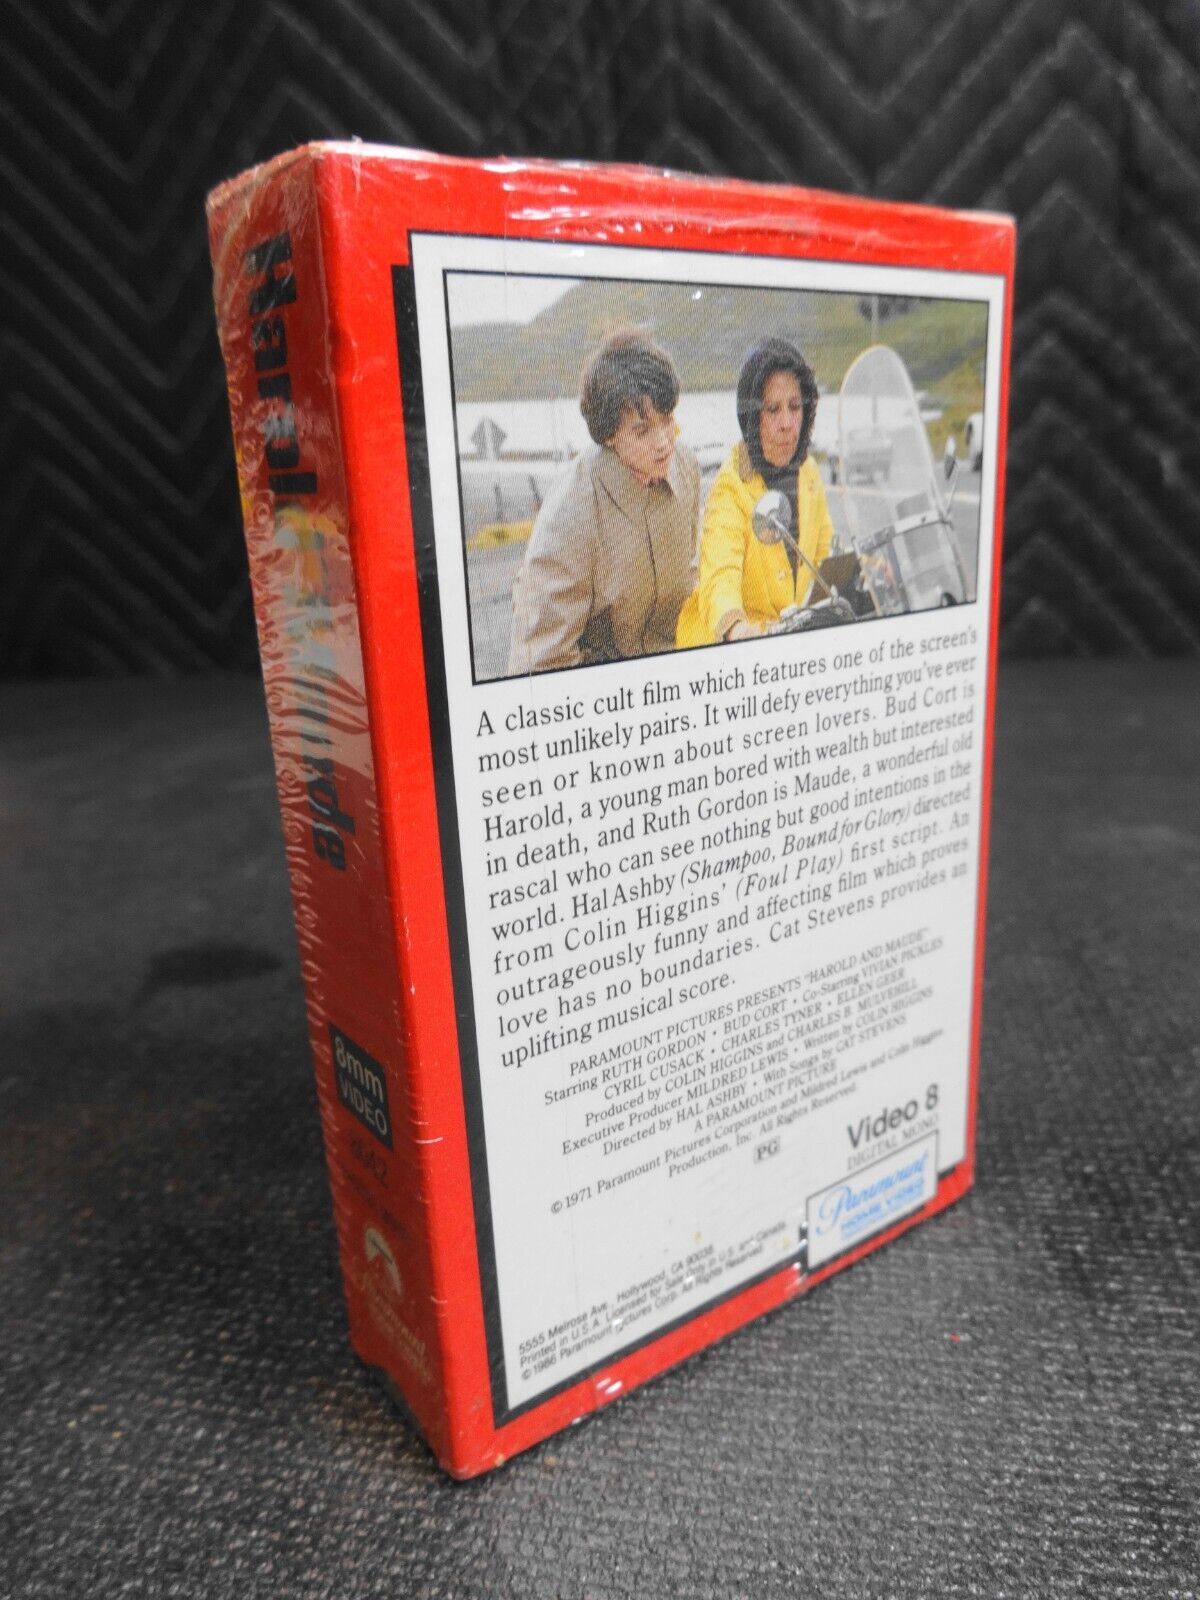 Harold
Maude
8mm
VIDEO
Paramount
A classic cult film which features one of the screen's
most unlikely pairs. It will defy everything you've ever
seen or known about screen lovers. Bud Cort is
Harold, a young man bored with wealth but interested
in death, and Ruth Gordon is Maude, a wonderful old
rascal who can see nothing but good intentions in the
world. Hal Ashby (Shampoo, Bound for Glory) directed
from Colin Higgins' (Foul Play) first script. An
outrageously funny and affecting film which proves
love has no boundaries. Cat Stevens provides an
uplifting musical score.
PARAMOUNT PICTURES PRESENTS "HAROLD AND MAUDE"
Starring RUTH GORDON • BUD CORT • Co-Starring VIVIAN PICKLES
CYRIL CUSACK • CHARLES TYNER • ELLEN GEER
Produced by COLIN HIGGINS and CHARLES B. MULVEHILL
Executive Producer MILDRED LEWIS • Written by COLIN HIGGINS
Directed by HAL ASHBY • With Songs by CAT STEVENS
A PARAMOUNT PICTURE
©1971 Paramount Pictures Corporation and Mildred Lewis and Colin Higgins
Production, Inc. All Rights Reserved.
PG
Video 8
DIGITAL MONO
Paramount
HOME VIDEO
5555 Melrose Ave., Hollywood, CA 90038
Printed in U.S.A. Licensed for Sale Only in U.S. and Canada
©1986 Paramount Pictures Corp. All Rights Reserved.